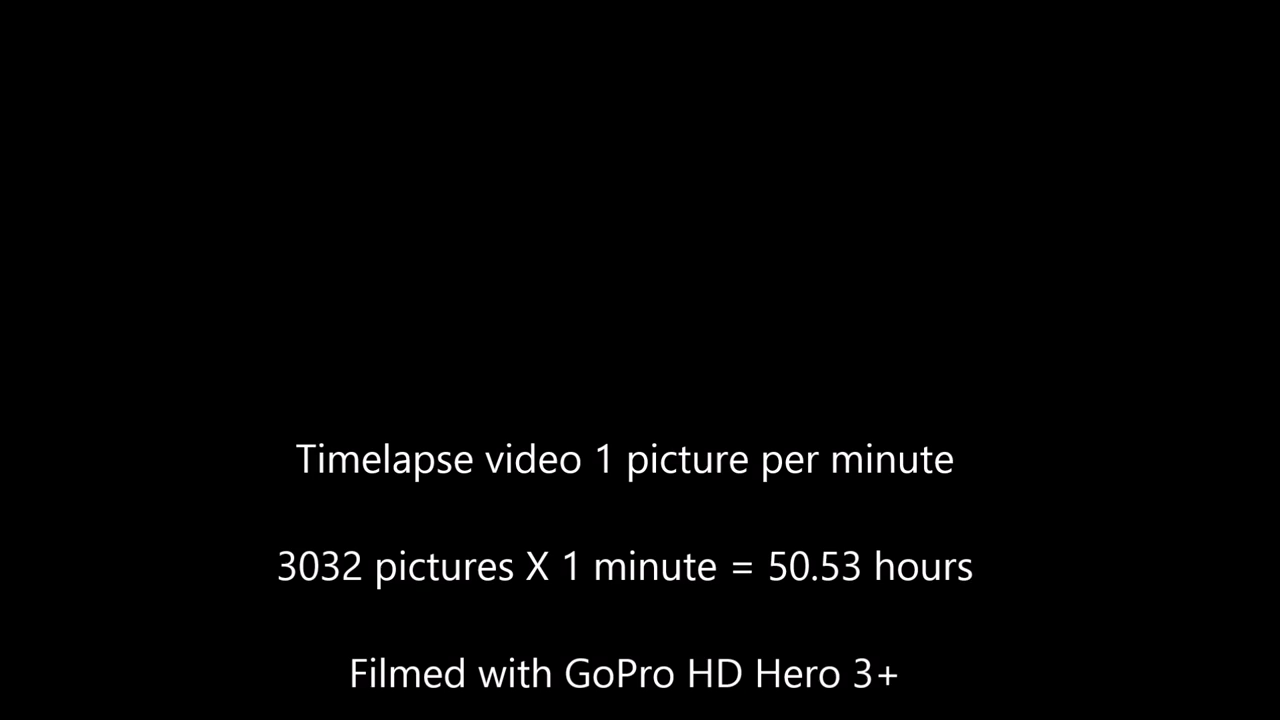 Timelapse video 1 picture per minute
3032 pictures X 1 minute = 50.53 hours
Filmed with GoPro HD Hero 3+